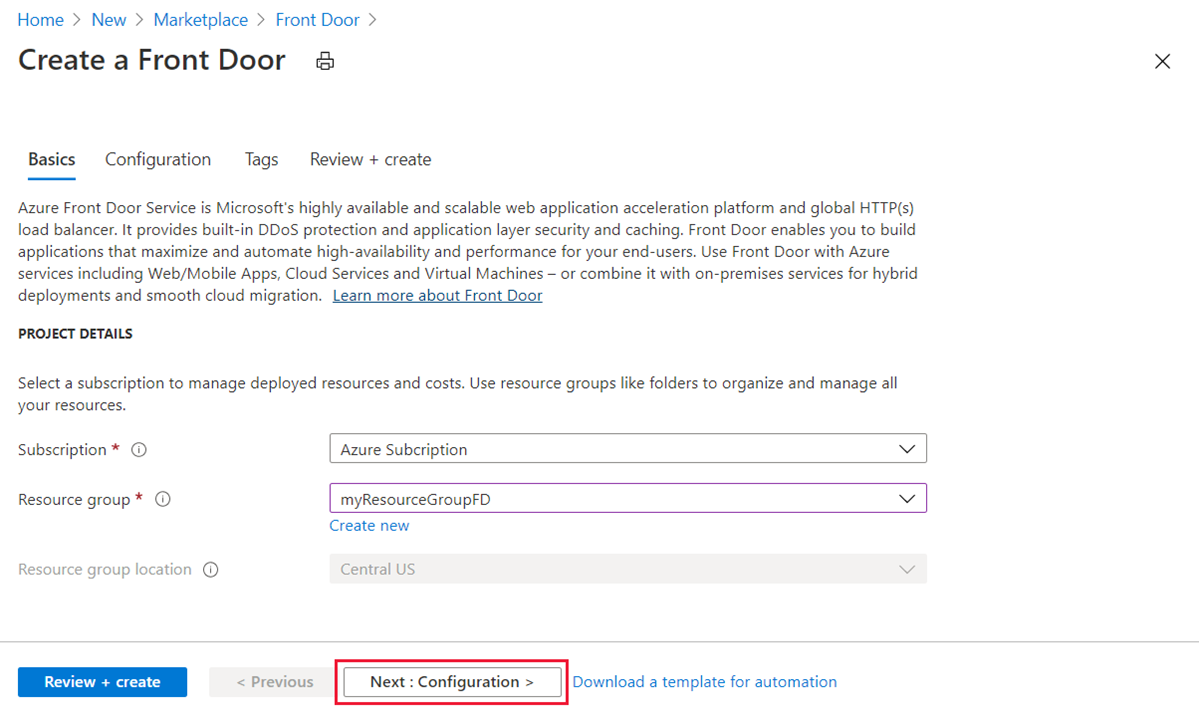 Home > New > Marketplace > Front Door >
Create a Front Door
Basics Configuration Tags Review + create
Azure Front Door Service is Microsoft's highly available and scalable web application acceleration platform and global HTTP(s)
load balancer. It provides built-in DDoS protection and application layer security and caching. Front Door enables you to build
applications that maximize and automate high-availability and performance for your end-users. Use Front Door with Azure
services including Web/Mobile Apps, Cloud Services and Virtual Machines – or combine it with on-premises services for hybrid
deployments and smooth cloud migration. Learn more about Front Door
PROJECT DETAILS
Select a subscription to manage deployed resources and costs. Use resource groups like folders to organize and manage all
your resources.
Subscription * Azure Subcription
Resource group * myResourceGroupFD
Create new
Resource group location Central US
Review + create < Previous Next : Configuration > Download a template for automation